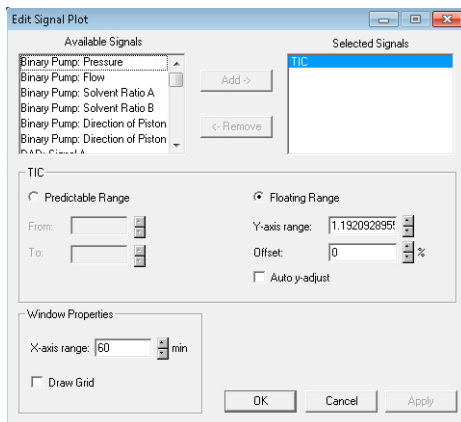 Edit Signal Plot
Available Signals
Selected Signals
Binary Pump: Pressure
Binary Pump: Flow
Binary Pump: Solvent Ratio A
Binary Pump: Solvent Ratio B
Binary Pump: Direction of Piston
Binary Pump: Direction of Piston
DAD: Signal A
Add ->
<- Remove
TIC
TIC
Predictable Range
Floating Range
From:
Y-axis range: 1.1920928955
To:
Offset: 0 %
Auto y-adjust
Window Properties
X-axis range: 60 min
Draw Grid
OK Cancel Apply